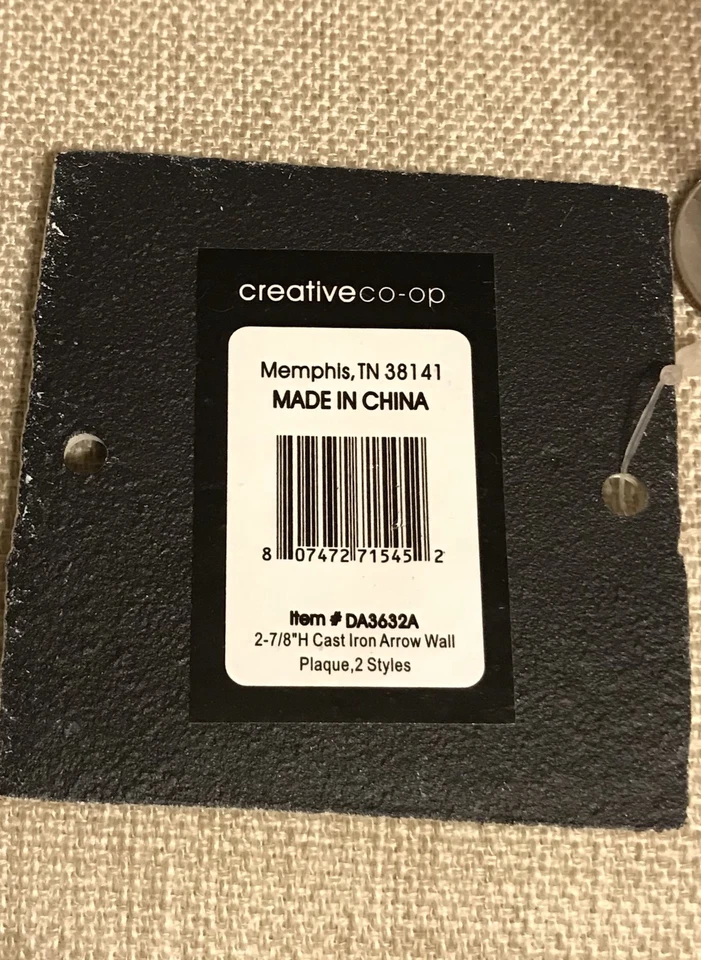 creativeco-op
Memphis, TN 38141
MADE IN CHINA
8 07472 71545 2
Item # DA3632A
2-7/8"H Cast Iron Arrow Wall
Plaque,2 Styles